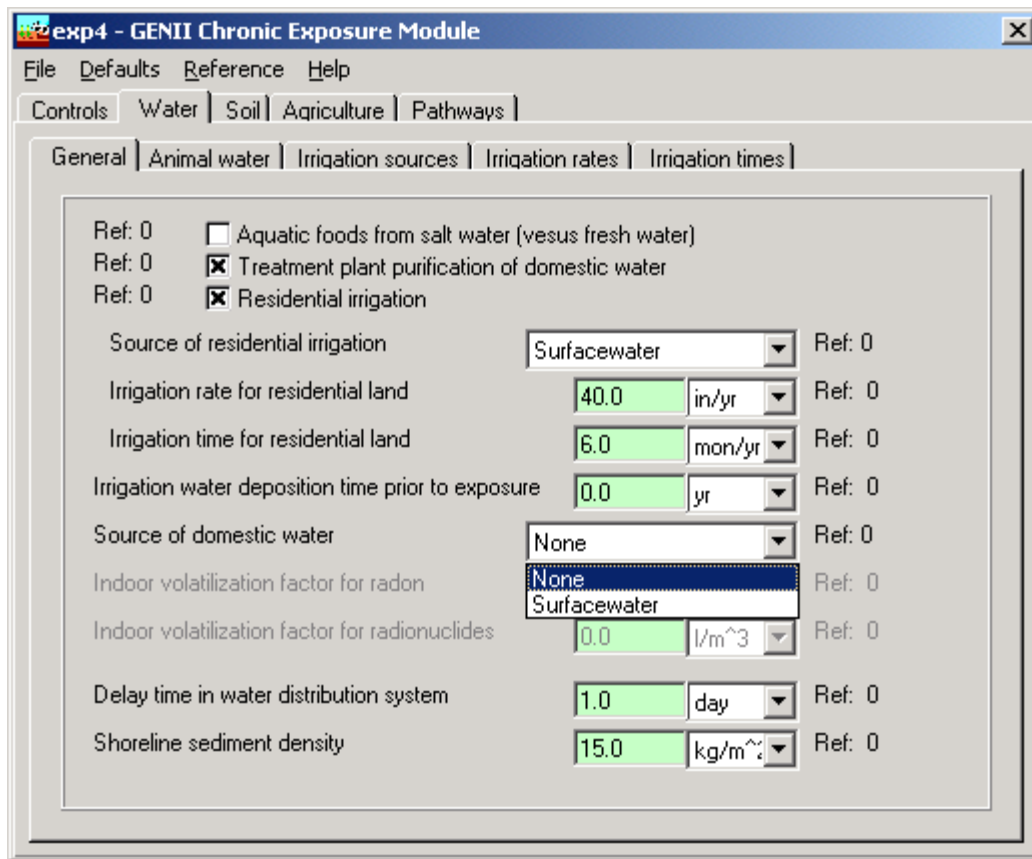 exp4 - GENII Chronic Exposure Module
File Defaults Reference Help
Controls Water Soil Agriculture Pathways
General Animal water Irrigation sources Irrigation rates Irrigation times
Ref: 0 Aquatic foods from salt water (vesus fresh water)
Ref: 0 Treatment plant purification of domestic water
Ref: 0 Residential irrigation
Source of residential irrigation Surfacewater Ref: 0
Irrigation rate for residential land 40.0 in/yr Ref: 0
Irrigation time for residential land 6.0 mon/yr Ref: 0
Irrigation water deposition time prior to exposure 0.0 yr Ref: 0
Source of domestic water None Ref: 0
Indoor volatilization factor for radon None Ref: 0
Surfacewater
Indoor volatilization factor for radionuclides 0.0 l/m^3 Ref: 0
Delay time in water distribution system 1.0 day Ref: 0
Shoreline sediment density 15.0 kg/m^2 Ref: 0